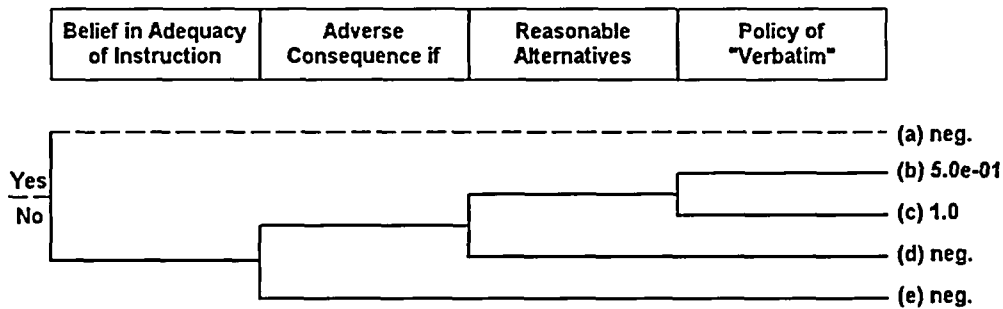 Belief in Adequacy
of Instruction
Adverse
Consequence if
Reasonable
Alternatives
Policy of
"Verbatim"
(a) neg.
Yes
No
(b) 5.0e-01
(c) 1.0
(d) neg.
(e) neg.